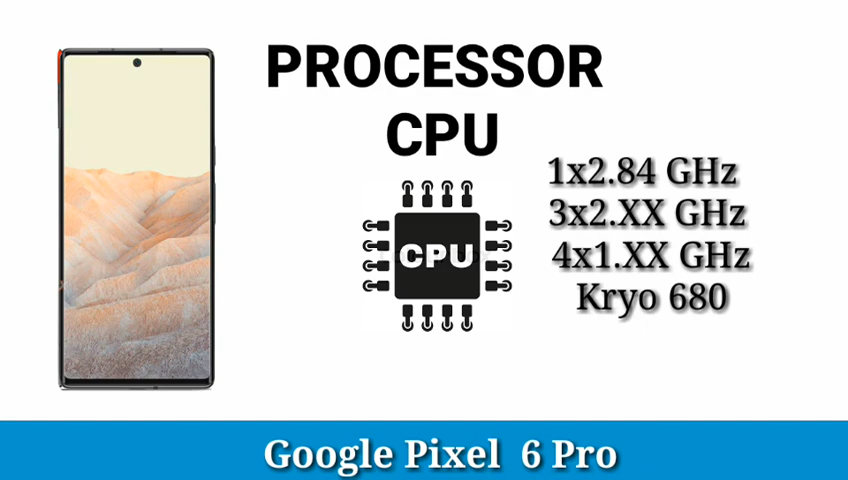 PROCESSOR
CPU
1x2.84 GHz
3x2.XX GHz
4x1.XX GHz
Kryo 680
CPU
Google Pixel 6 Pro